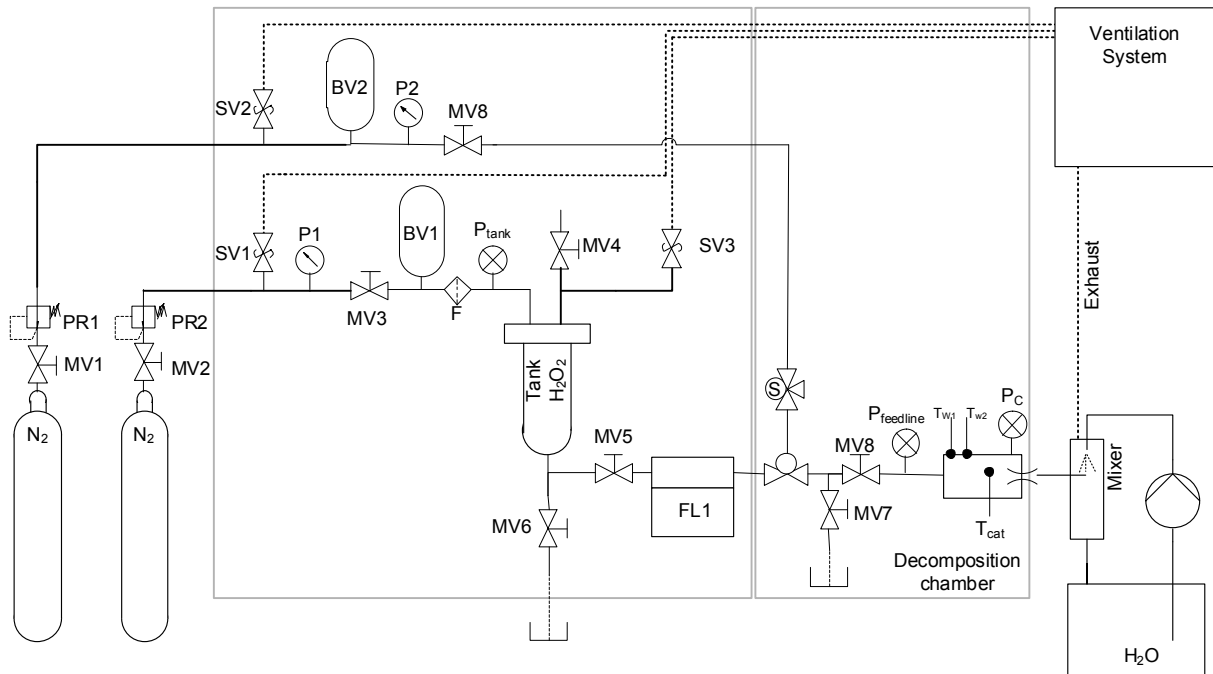 Ventilation
System
BV2
P2
MV8
SV2
BV1
P1
Ptank
MV4
SV1
SV3
MV3
F
Exhaust
PR1
PR2
MV1
MV2
Tank
H2O2
N2
N2
S
MV5
Pfeedline
TW1
Tw2
PC
MV8
FL1
MV6
MV7
Tcat
Mixer
Decomposition
chamber
H2O